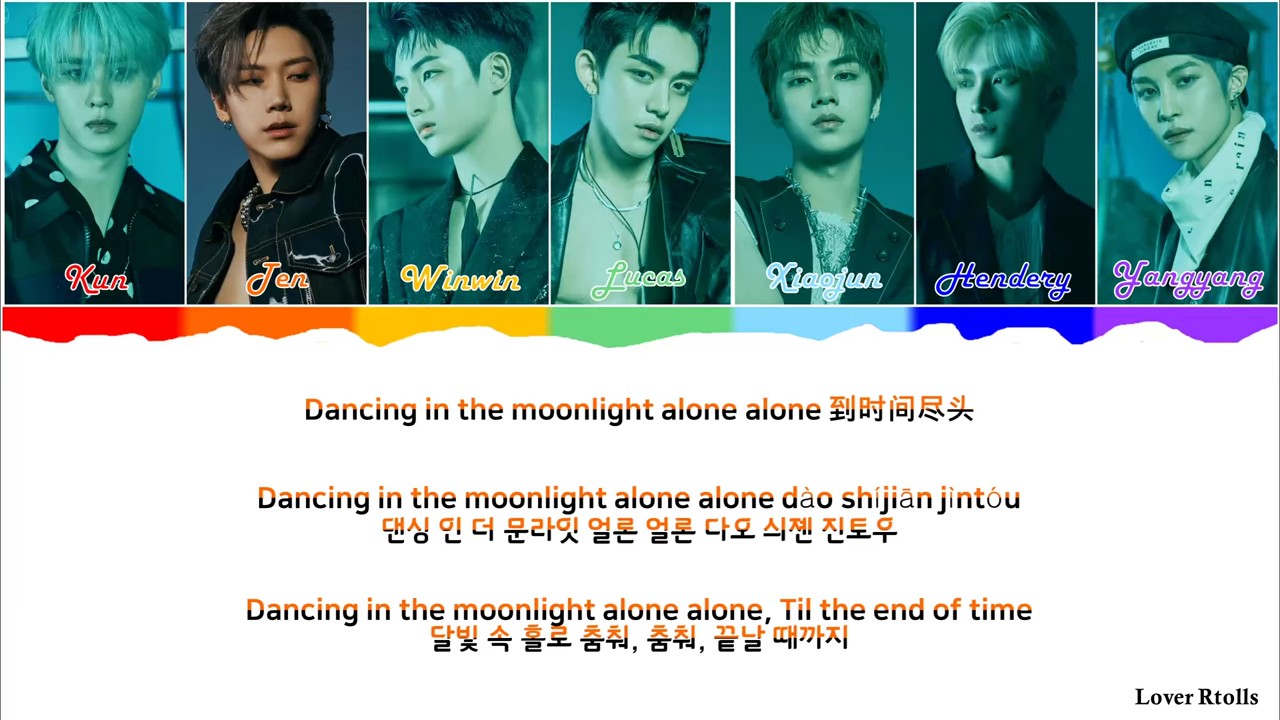 Kun
Ten
Winwin
Lucas
Xiaojun
Hendery
Yangyang
Dancing in the moonlight alone alone 到时间尽头
Dancing in the moonlight alone alone dào shíjiān jìntóu
댄싱 인 더 문라잇 얼론 얼론 다오 싀젠 진토우
Dancing in the moonlight alone alone, Til the end of time
달빛 속 홀로 춤춰, 춤춰, 끝날 때까지
Lover Rtolls